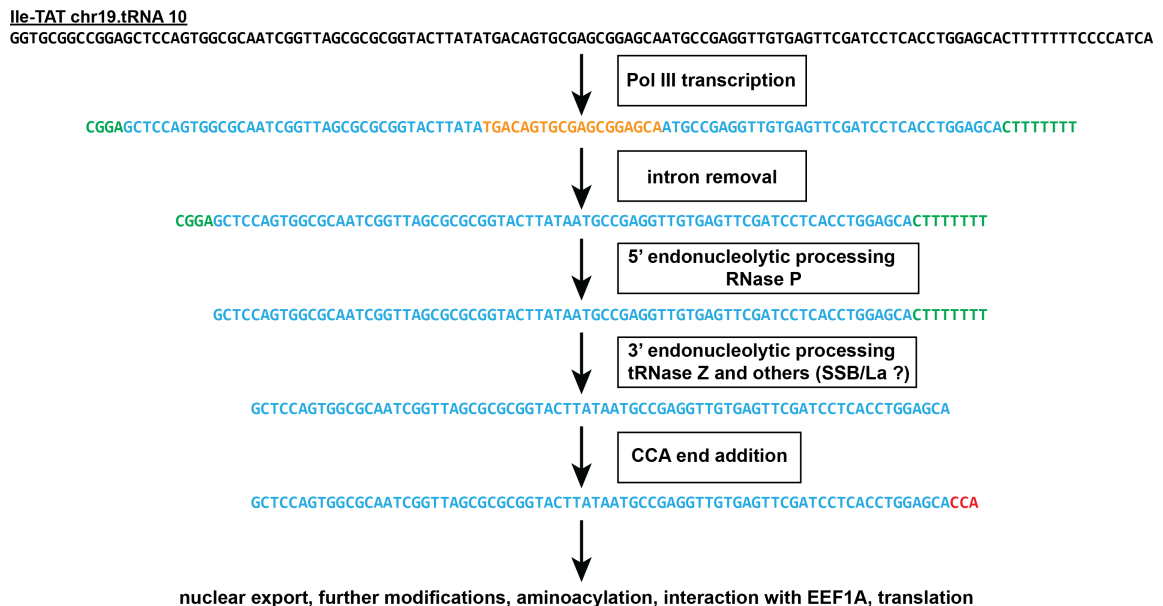 Ile-TAT chr19.tRNA 10
GGTGCGGCCGGAGCTCCAGTGGCGCAATCGGTTAGCGCGCGGTACTTATATGACAGTGCGAGCGGAGCAATGCCGAGGTTGTGAGTTCGATCCTCACCTGGAGCACTTTTTTTCCCCATCA
Pol III transcription
CGGAGCTCCAGTGGCGCAATCGGTTAGCGCGCGGTACTTATATGACAGTGCGAGCGGAGCAATGCCGAGGTTGTGAGTTCGATCCTCACCTGGAGCACTTTTTTT
intron removal
CGGAGCTCCAGTGGCGCAATCGGTTAGCGCGCGGTACTTATAATGCCGAGGTTGTGAGTTCGATCCTCACCTGGAGCACTTTTTTT
5’ endonucleolytic processing
RNase P
GCTCCAGTGGCGCAATCGGTTAGCGCGCGGTACTTATAATGCCGAGGTTGTGAGTTCGATCCTCACCTGGAGCACTTTTTTT
3’ endonucleolytic processing
tRNase Z and others (SSB/La ?)
GCTCCAGTGGCGCAATCGGTTAGCGCGCGGTACTTATAATGCCGAGGTTGTGAGTTCGATCCTCACCTGGAGCA
CCA end addition
GCTCCAGTGGCGCAATCGGTTAGCGCGCGGTACTTATAATGCCGAGGTTGTGAGTTCGATCCTCACCTGGAGCACCA
nuclear export, further modifications, aminoacylation, interaction with EEF1A, translation